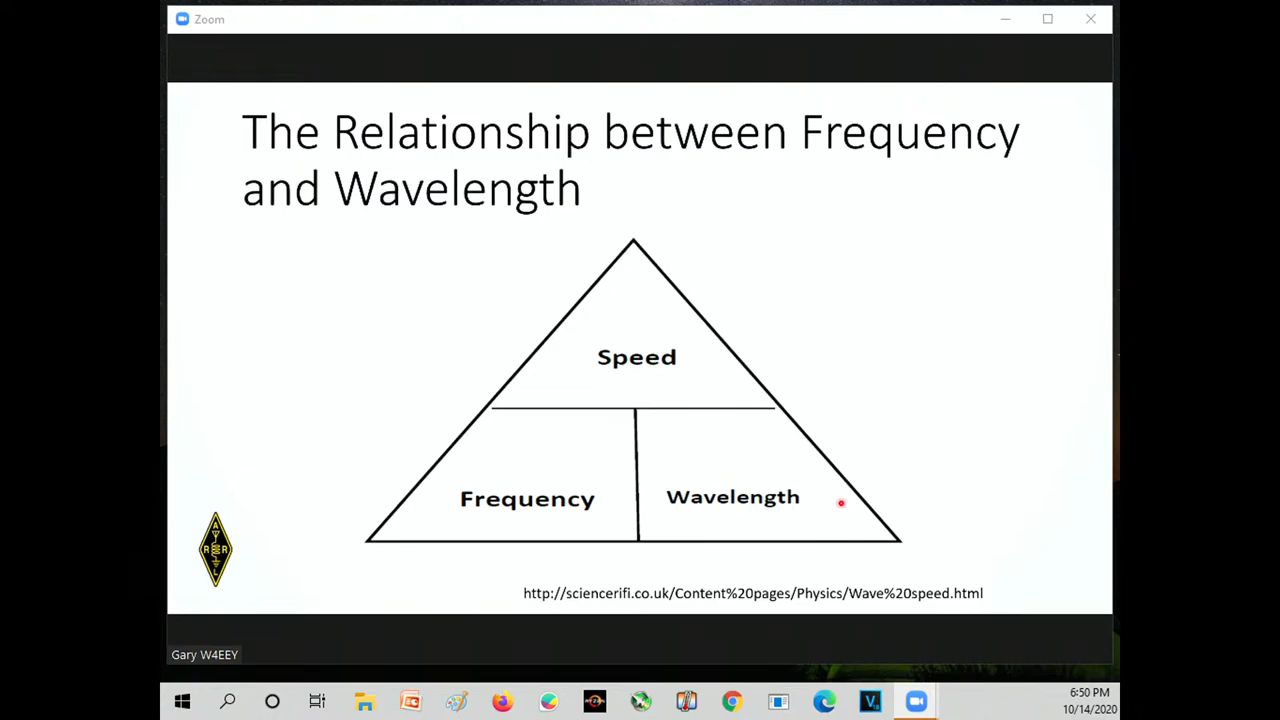 Zoom
The Relationship between Frequency
and Wavelength
Speed
Frequency
Wavelength
A
R R
L
http://sciencerifi.co.uk/Content%20pages/Physics/Wave%20speed.html
Gary W4EEY
6:50 PM
10/14/2020